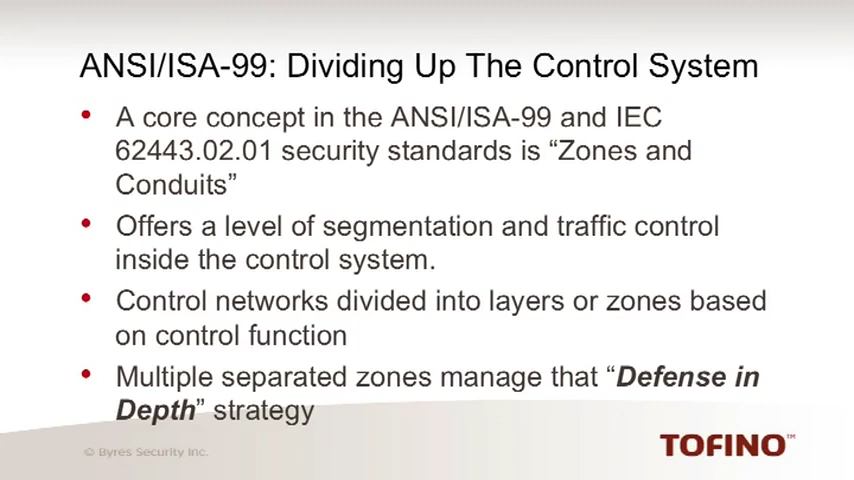 ANSI/ISA-99: Dividing Up The Control System
• A core concept in the ANSI/ISA-99 and IEC
62443.02.01 security standards is “Zones and
Conduits”
• Offers a level of segmentation and traffic control
inside the control system.
• Control networks divided into layers or zones based
on control function
• Multiple separated zones manage that “Defense in
Depth” strategy
© Byres Security Inc.
TOFINO™